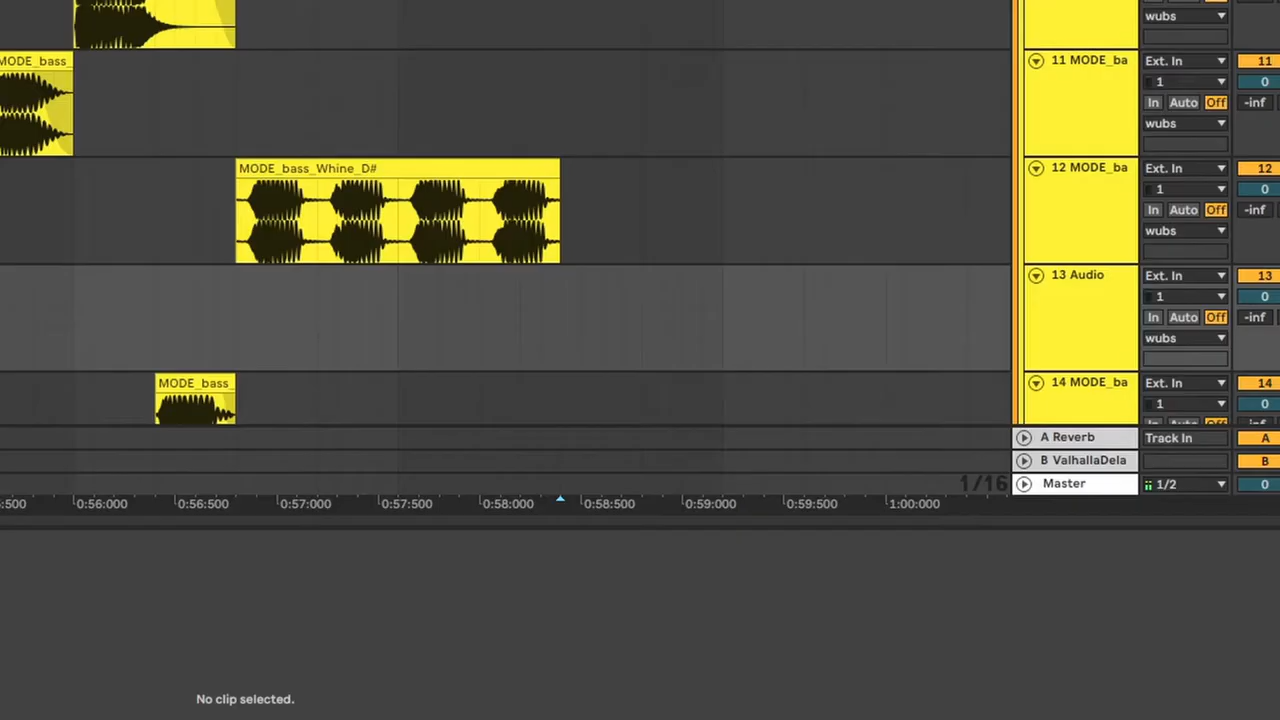 wubs
MODE_bass_
11 MODE_ba
Ext. In
11
1
0
In Auto Off
-inf
wubs
MODE_bass_Whine_D#
12 MODE_ba
Ext. In
12
1
0
In Auto Off
-inf
wubs
13 Audio
Ext. In
13
1
0
In Auto Off
-inf
wubs
MODE_bass_
14 MODE_ba
Ext. In
14
1
0
A Reverb
Track In
A
B ValhallaDela
B
1/16
Master
1/2
0
:500 0:56:000 0:56:500 0:57:000 0:57:500 0:58:000 0:58:500 0:59:000 0:59:500 1:00:000
No clip selected.